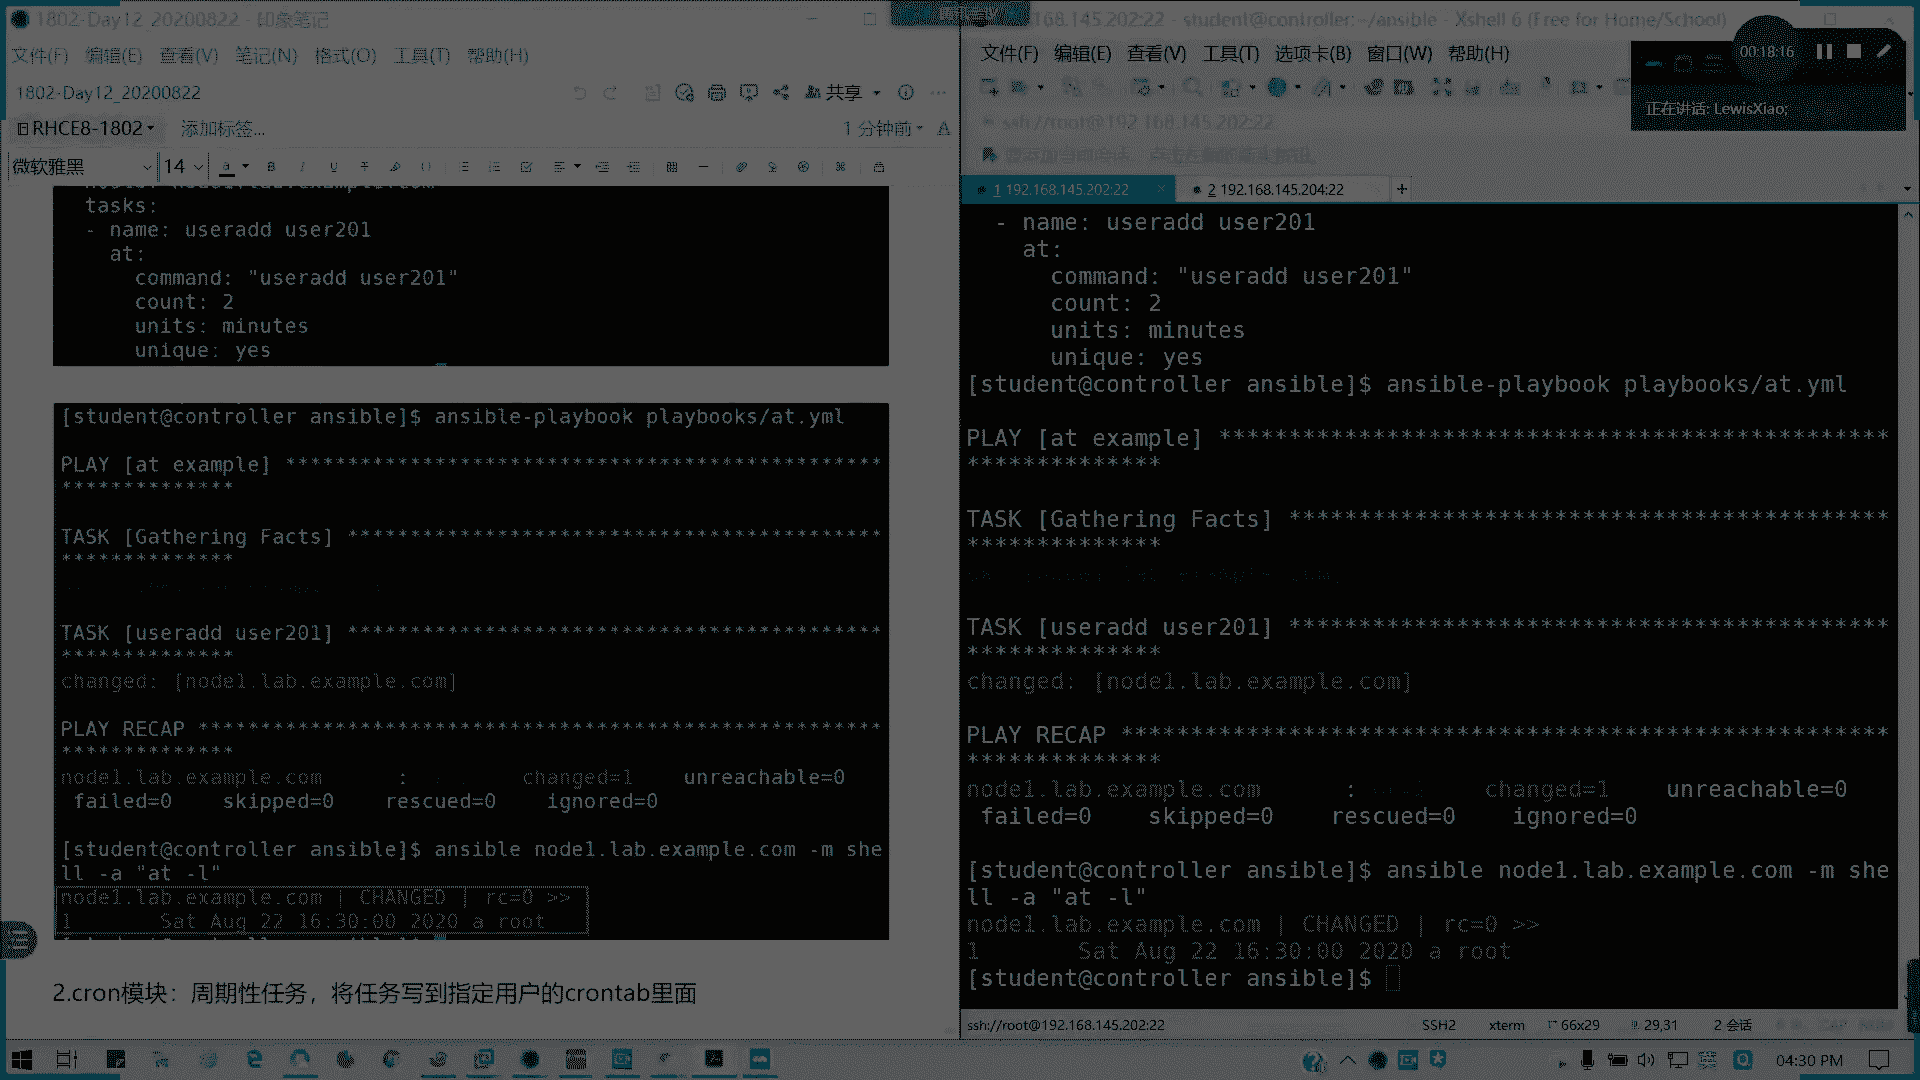 1802-Day12_20200822 - 印象笔记
文件(F) 编辑(E) 查看(V) 笔记(N) 格式(O) 工具(T) 帮助(H)
1802-Day12_20200822
共享
RHCE8-1802
添加标签...
1 分钟前
微软雅黑
14
tasks:
- name: useradd user201
at:
command: "useradd user201"
count: 2
units: minutes
unique: yes
[student@controller ansible]$ ansible-playbook playbooks/at.yml
PLAY [at example] ************************************************
**************
TASK [Gathering Facts] *******************************************
**************
TASK [useradd user201] *******************************************
**************
changed: [node1.lab.example.com]
PLAY RECAP *******************************************************
**************
node1.lab.example.com : changed=1 unreachable=0
failed=0 skipped=0 rescued=0 ignored=0
[student@controller ansible]$ ansible node1.lab.example.com -m she
ll -a "at -l"
node1.lab.example.com | CHANGED | rc=0 >>
1 Sat Aug 22 16:30:00 2020 a root
2.cron模块：周期性任务，将任务写到指定用户的crontab里面
168.145.202:22 - student@controller:~/ansible - Xshell 6 (Free for Home/School)
文件(F) 编辑(E) 查看(V) 工具(T) 选项卡(B) 窗口(W) 帮助(H)
00:18:16
正在讲话: LewisXiao;
ssh://root@192.168.145.202:22
1 192.168.145.202:22
2 192.168.145.204:22
- name: useradd user201
at:
command: "useradd user201"
count: 2
units: minutes
unique: yes
[student@controller ansible]$ ansible-playbook playbooks/at.yml
PLAY [at example] ************************************************
**************
TASK [Gathering Facts] *******************************************
**************
TASK [useradd user201] *******************************************
**************
changed: [node1.lab.example.com]
PLAY RECAP *******************************************************
**************
node1.lab.example.com : changed=1 unreachable=0
failed=0 skipped=0 rescued=0 ignored=0
[student@controller ansible]$ ansible node1.lab.example.com -m she
ll -a "at -l"
node1.lab.example.com | CHANGED | rc=0 >>
1 Sat Aug 22 16:30:00 2020 a root
[student@controller ansible]$
ssh://root@192.168.145.202:22
SSH2
xterm
66x29
29,31
2 会话
04:30 PM